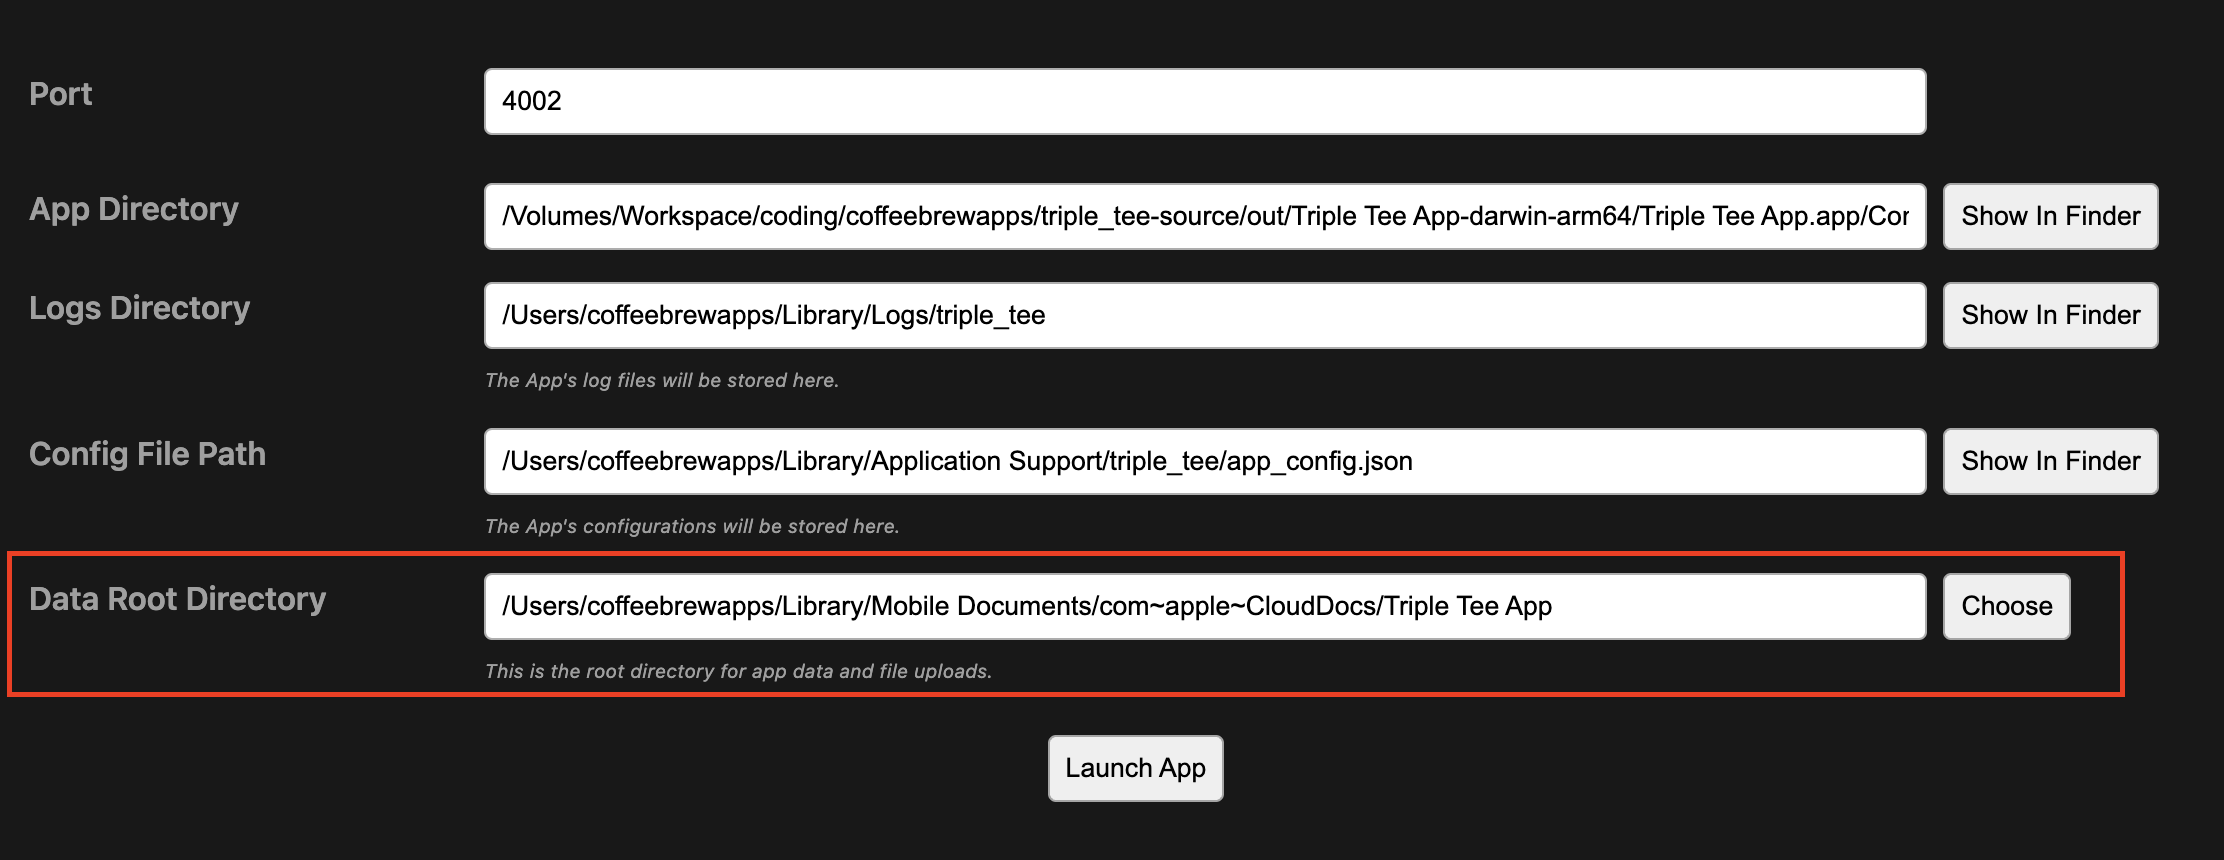 Port
4002
App Directory
/Volumes/Workspace/coding/coffeebrewapps/triple_tee-source/out/Triple Tee App-darwin-arm64/Triple Tee App.app/Cor
Show In Finder
Logs Directory
/Users/coffeebrewapps/Library/Logs/triple_tee
Show In Finder
The App's log files will be stored here.
Config File Path
/Users/coffeebrewapps/Library/Application Support/triple_tee/app_config.json
Show In Finder
The App's configurations will be stored here.
Data Root Directory
/Users/coffeebrewapps/Library/Mobile Documents/com~apple~CloudDocs/Triple Tee App
Choose
This is the root directory for app data and file uploads.
Launch App